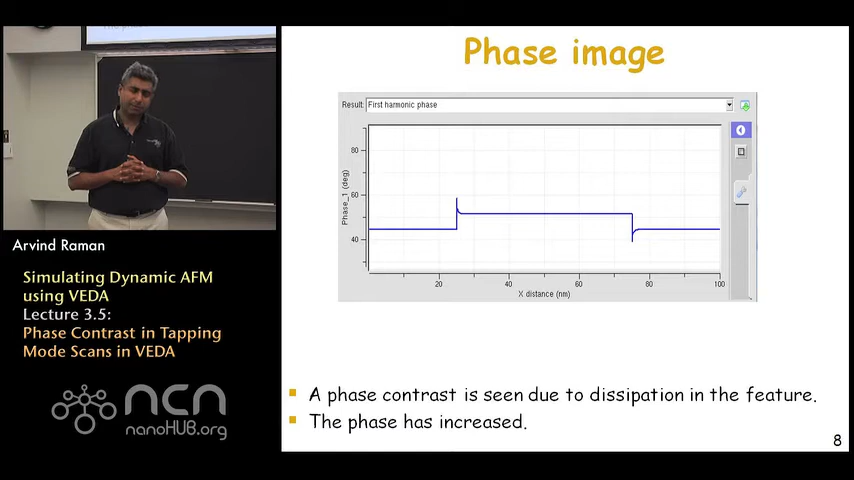 Phase image
Result: First harmonic phase
Phase_1 (deg)
80
60
40
20
40
60
80
100
X distance (nm)
Arvind Raman
Simulating Dynamic AFM
using VEDA
Lecture 3.5:
Phase Contrast in Tapping
Mode Scans in VEDA
ncn
nanoHUB.org
A phase contrast is seen due to dissipation in the feature.
The phase has increased.
8